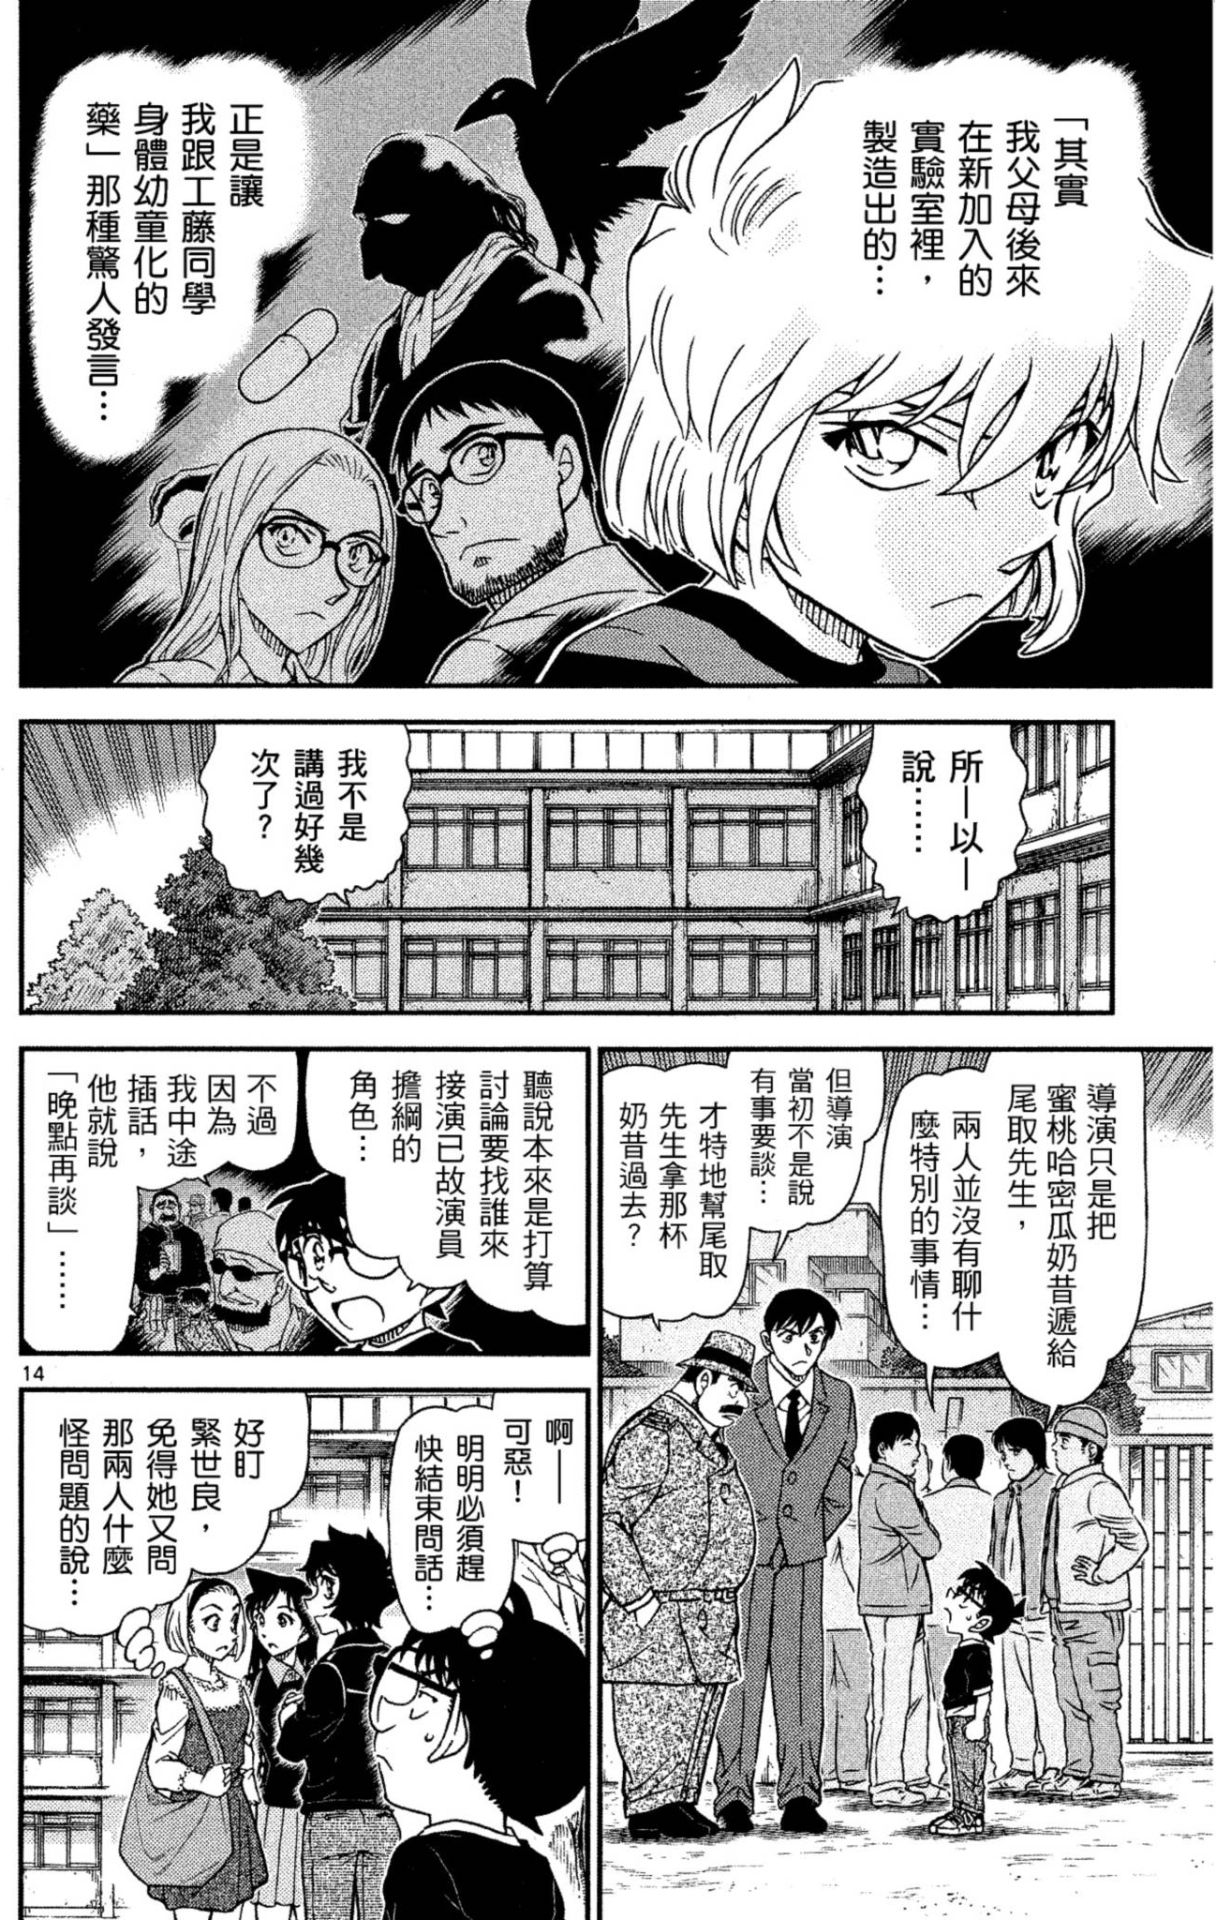 「其實
我父母後來
在新加入的
實驗室裡，
製造出的…
正是讓
我跟工藤同學
身體幼童化的
藥」那種驚人發言…
所—以—
說……
我不是
講過好幾
次了？
導演只是把
蜜桃哈密瓜奶昔遞給
尾取先生，
兩人並沒有聊什
麼特別的事情…
但導演
當初不是說
有事要談…
才特地幫尾取
先生拿那杯
奶昔過去？
聽說本來是打算
討論要找誰來
接演已故演員
擔綱的
角色…
不過
因為
我中途
插話，
他就說
「晚點再談」……
14
啊——
可惡！
明明必須趕
快結束問話…
好盯
緊世良，
免得她又問
那兩人什麼
怪問題的說…